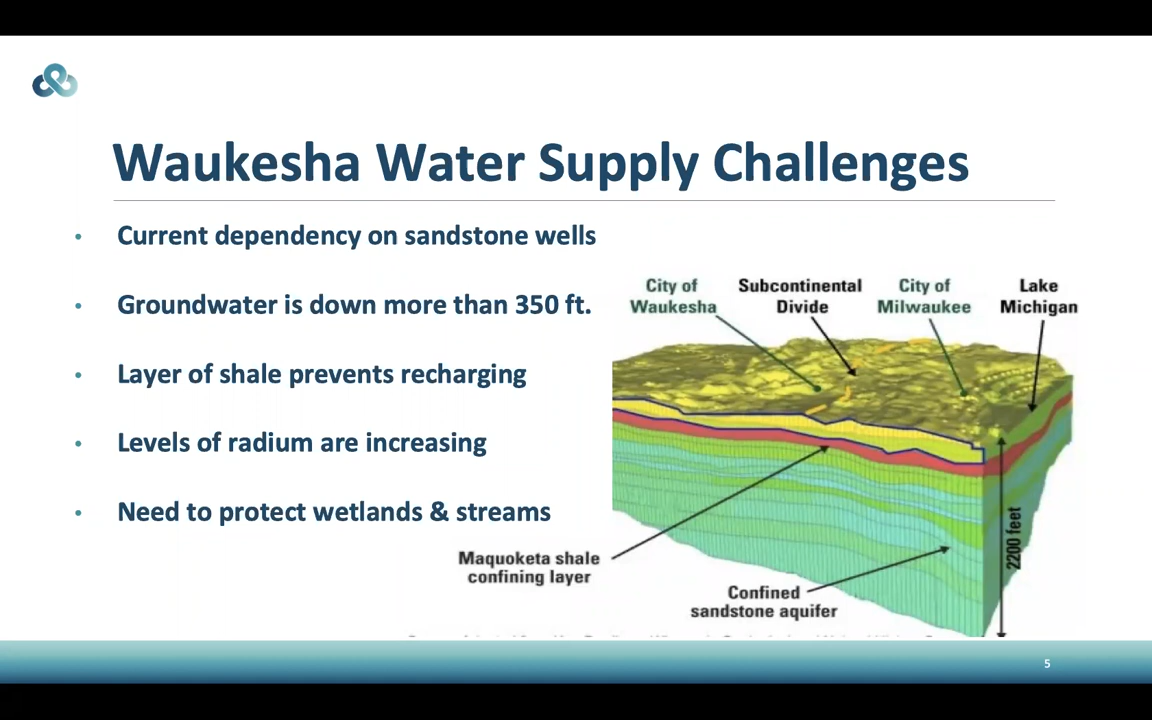 Waukesha Water Supply Challenges
• Current dependency on sandstone wells
• Groundwater is down more than 350 ft.
• Layer of shale prevents recharging
• Levels of radium are increasing
• Need to protect wetlands & streams
City of
Waukesha
Subcontinental
Divide
City of
Milwaukee
Lake
Michigan
2200 feet
Maquoketa shale
confining layer
Confined
sandstone aquifer
5